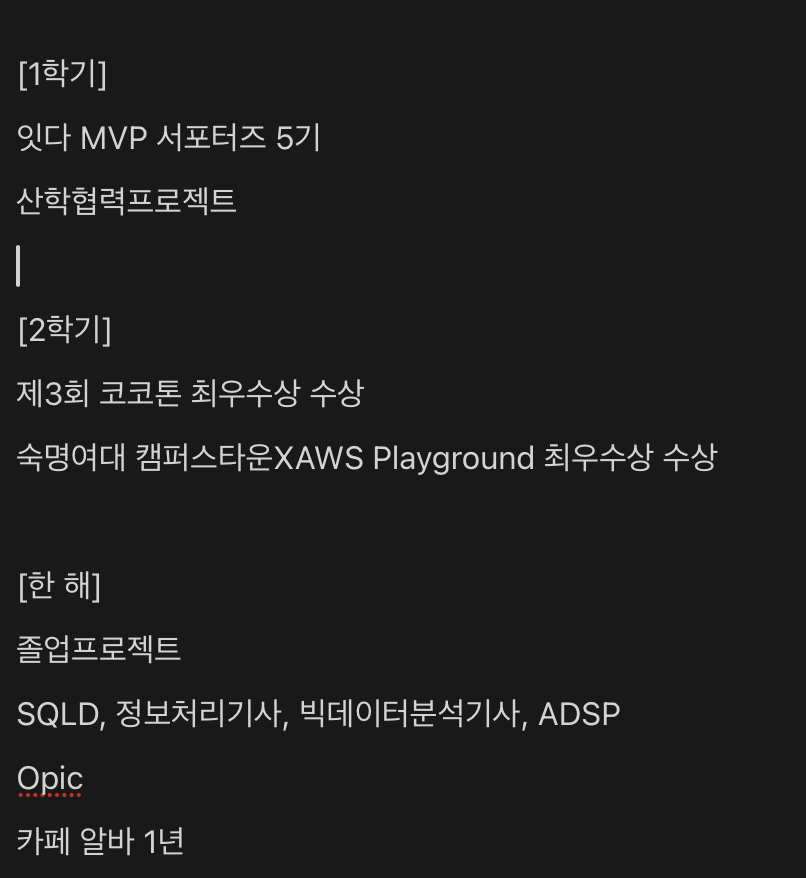 [1학기]
잇다 MVP 서포터즈 5기
산학협력프로젝트
[2학기]
제3회 코코톤 최우수상 수상
숙명여대 캠퍼스타운XAWS Playground 최우수상 수상
[한 해]
졸업프로젝트
SQLD, 정보처리기사, 빅데이터분석기사, ADSP
Opic
카페 알바 1년